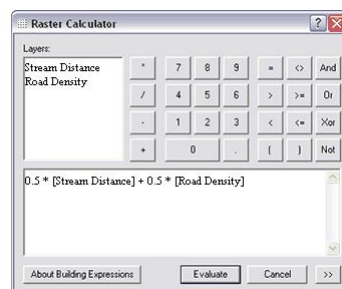 Raster Calculator
Layers:
Stream Distance
Road Density
* 7 8 9 = <> And
/ 4 5 6 > >= Or
- 1 2 3 < <= Xor
+ 0 . ( ) Not
0.5 * [Stream Distance] + 0.5 * [Road Density]
About Building Expressions Evaluate Cancel >>